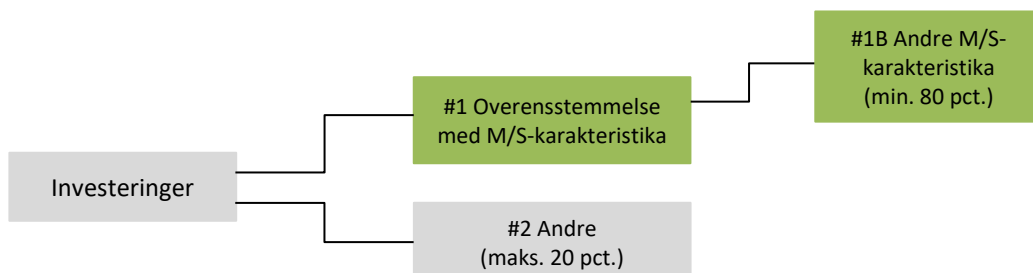 #1B Andre M/S-
karakteristika
(min. 80 pct.)
#1 Overensstemmelse
med M/S-karakteristika
Investeringer
#2 Andre
(maks. 20 pct.)